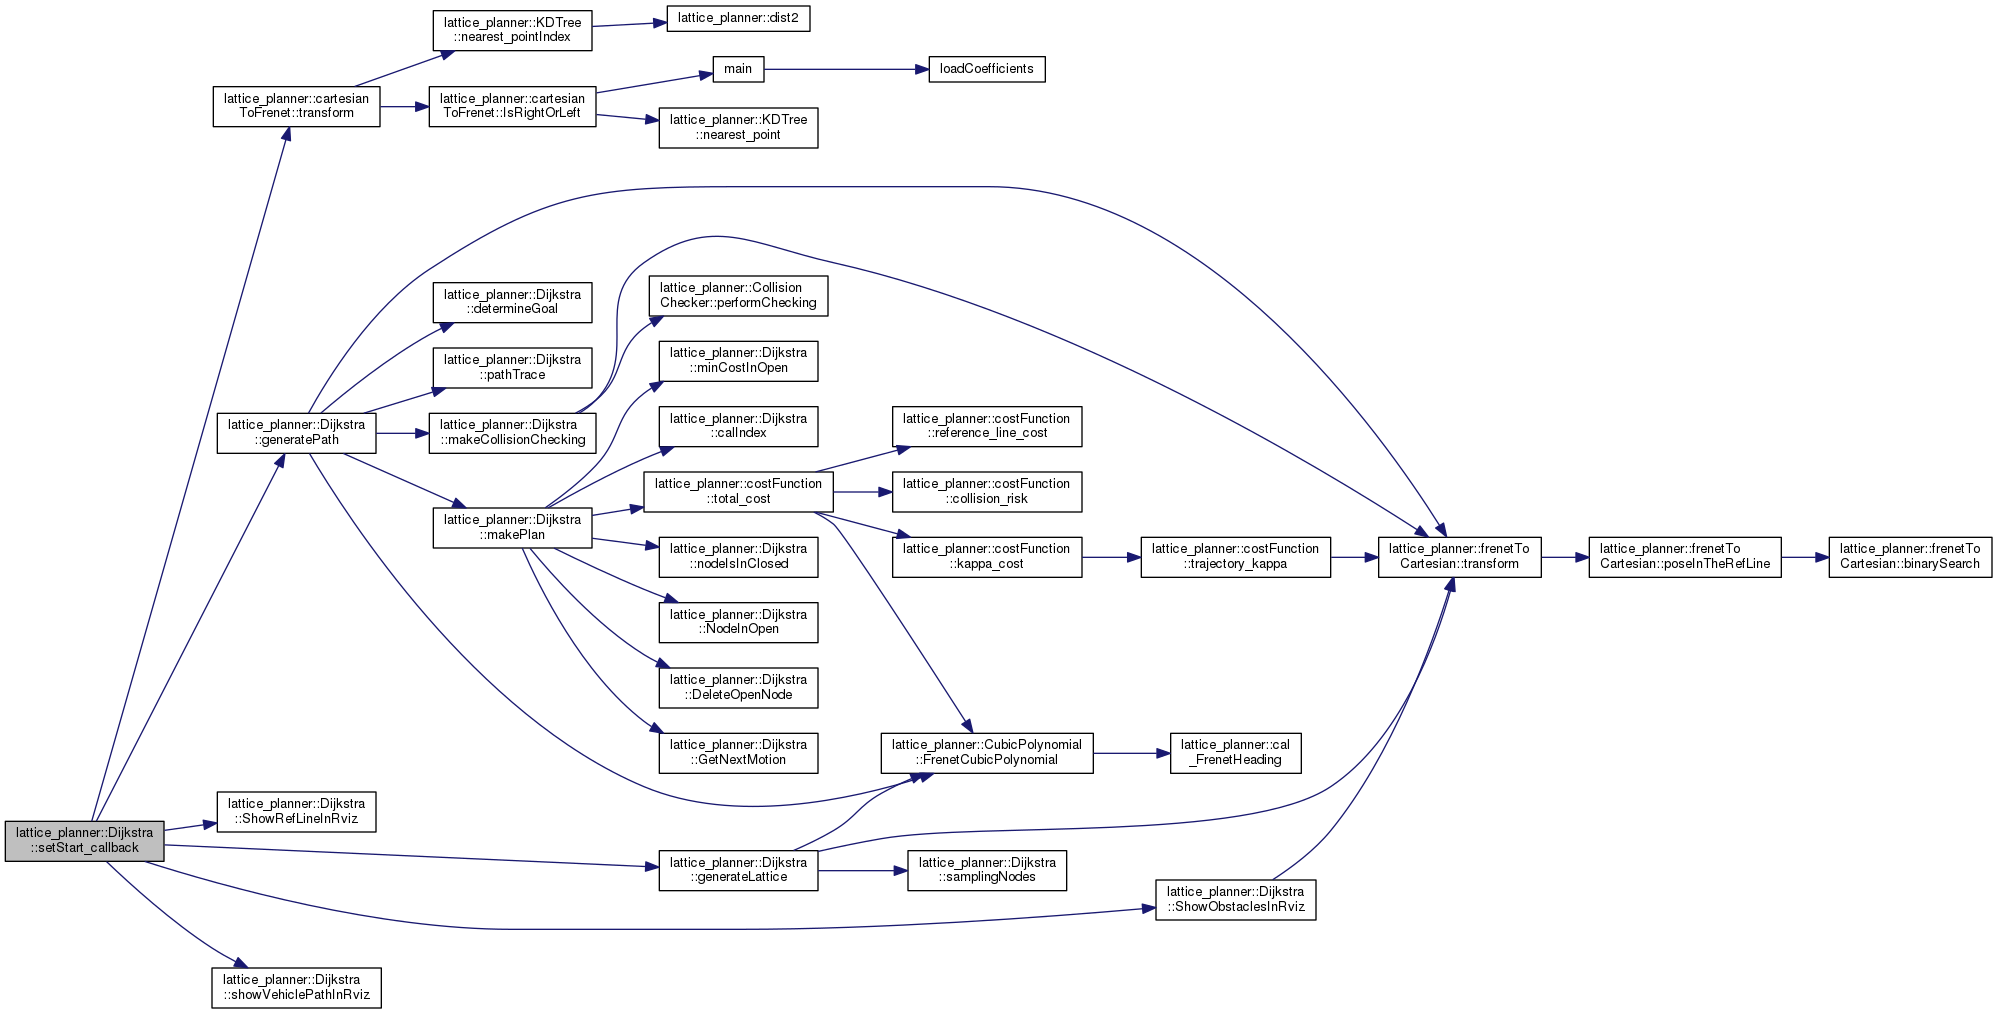 lattice_planner::KDTree
::nearest_pointIndex
lattice_planner::dist2
main
loadCoefficients
lattice_planner::cartesian
ToFrenet::transform
lattice_planner::cartesian
ToFrenet::IsRightOrLeft
lattice_planner::KDTree
::nearest_point
lattice_planner::Collision
Checker::performChecking
lattice_planner::Dijkstra
::determineGoal
lattice_planner::Dijkstra
::minCostInOpen
lattice_planner::Dijkstra
::pathTrace
lattice_planner::Dijkstra
::generatePath
lattice_planner::Dijkstra
::makeCollisionChecking
lattice_planner::Dijkstra
::calIndex
lattice_planner::costFunction
::reference_line_cost
lattice_planner::costFunction
::total_cost
lattice_planner::costFunction
::collision_risk
lattice_planner::Dijkstra
::makePlan
lattice_planner::Dijkstra
::nodeIsInClosed
lattice_planner::costFunction
::kappa_cost
lattice_planner::costFunction
::trajectory_kappa
lattice_planner::frenetTo
Cartesian::transform
lattice_planner::frenetTo
Cartesian::poseInTheRefLine
lattice_planner::frenetTo
Cartesian::binarySearch
lattice_planner::Dijkstra
::NodeInOpen
lattice_planner::Dijkstra
::DeleteOpenNode
lattice_planner::Dijkstra
::GetNextMotion
lattice_planner::CubicPolynomial
::FrenetCubicPolynomial
lattice_planner::cal
_FrenetHeading
lattice_planner::Dijkstra
::ShowRefLineInRviz
lattice_planner::Dijkstra
::setStart_callback
lattice_planner::Dijkstra
::generateLattice
lattice_planner::Dijkstra
::samplingNodes
lattice_planner::Dijkstra
::ShowObstaclesInRviz
lattice_planner::Dijkstra
::showVehiclePathInRviz